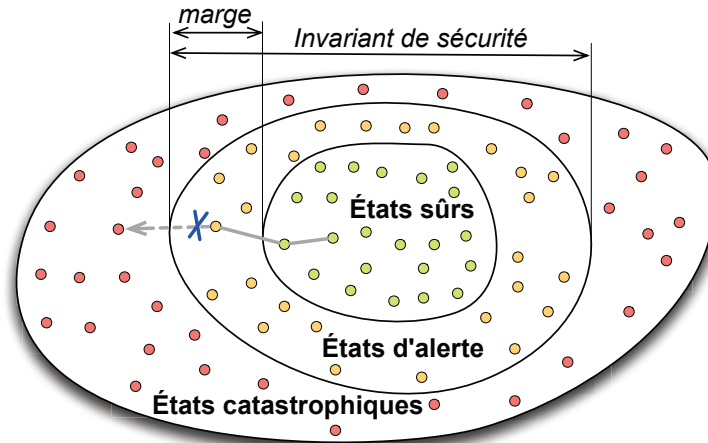 marge
Invariant de sécurité
États sûrs
États d'alerte
États catastrophiques